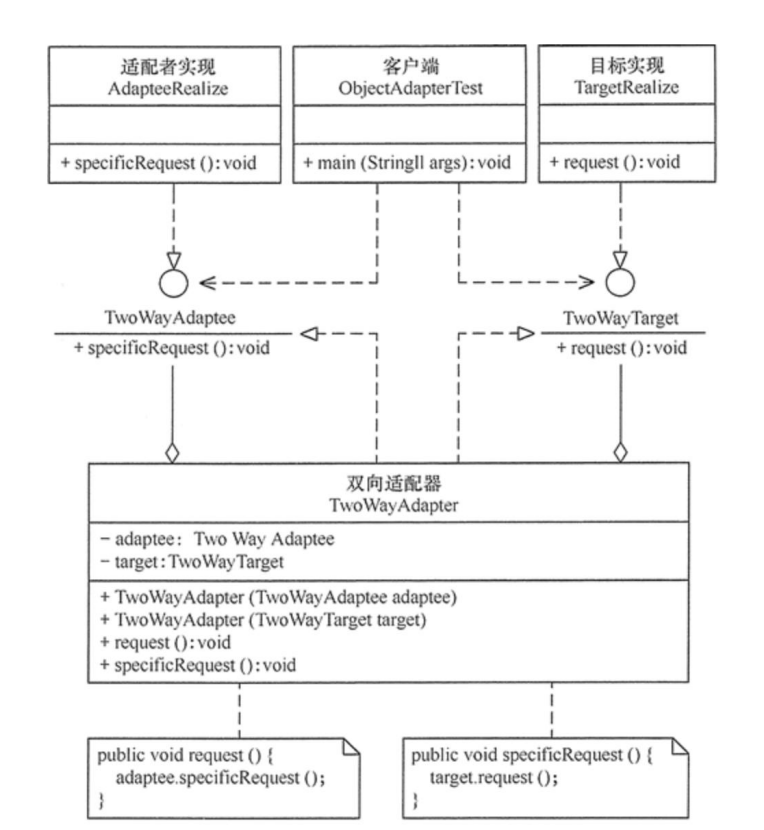 适配者实现
AdapteeRealize
+ specificRequest ():void
客户端
ObjectAdapterTest
+ main (StringII args):void
目标实现
TargetRealize
+ request ():void
TwoWayAdaptee
+ specificRequest ():void
TwoWayTarget
+ request ():void
双向适配器
TwoWayAdapter
− adaptee: Two Way Adaptee
− target:TwoWayTarget
+ TwoWayAdapter (TwoWayAdaptee adaptee)
+ TwoWayAdapter (TwoWayTarget target)
+ request ():void
+ specificRequest ():void
public void request () {
adaptee.specificRequest ();
}
public void specificRequest () {
target.request ();
}